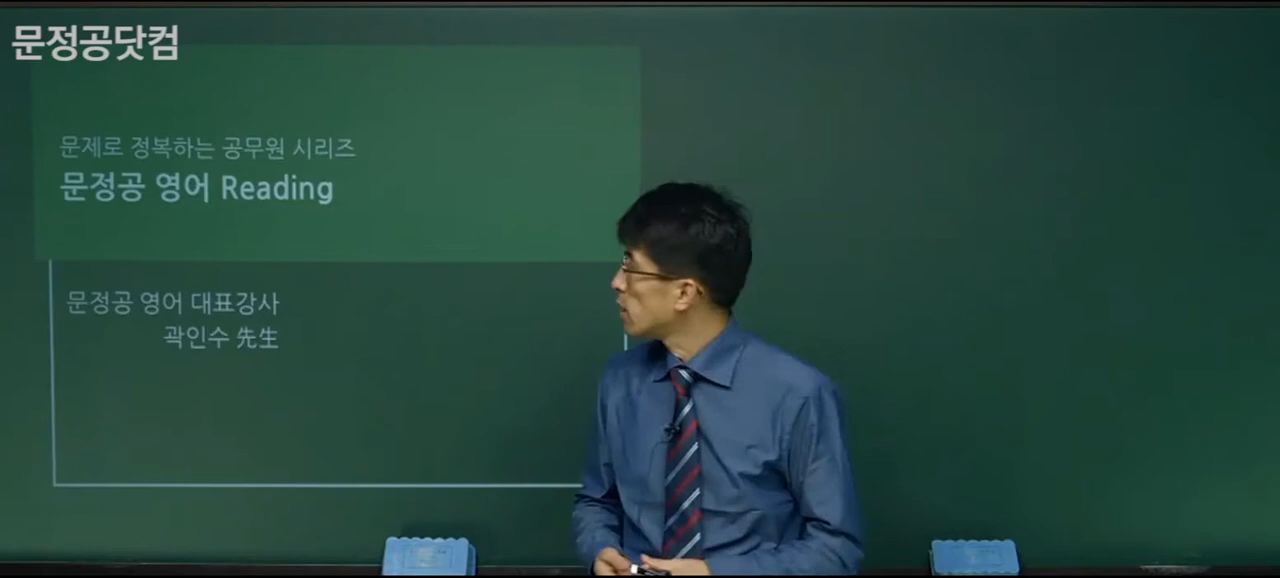 문정공닷컴
문제로 정복하는 공무원 시리즈
문정공 영어 Reading
문정공 영어 대표강사
곽인수 先生